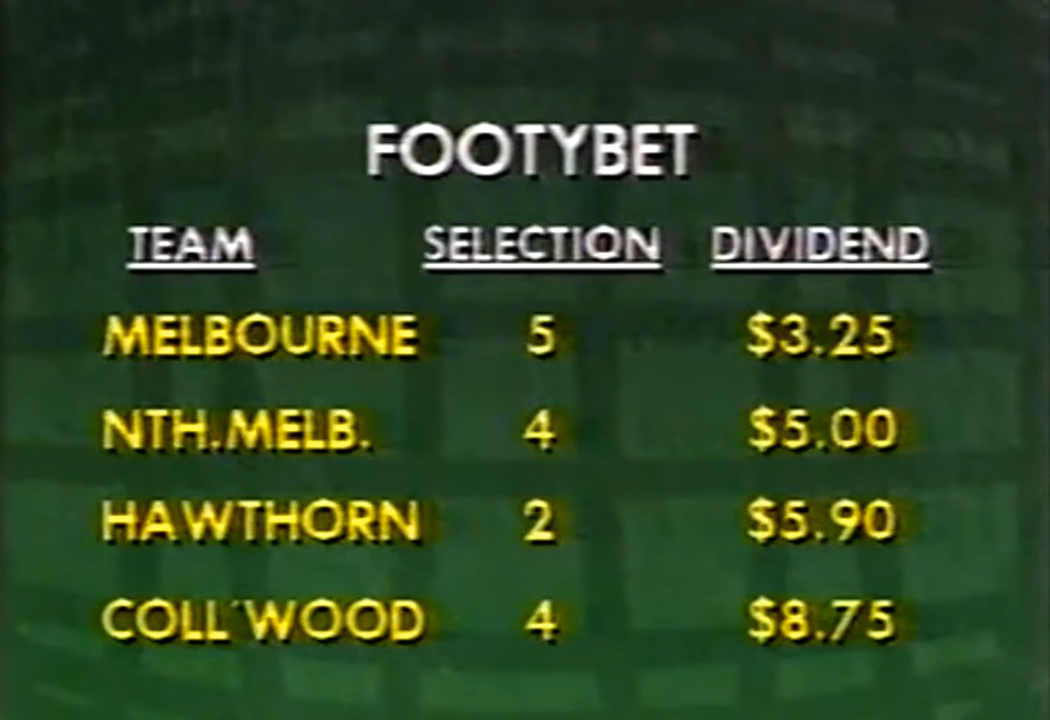 FOOTYBET
TEAM SELECTION DIVIDEND
MELBOURNE 5 $3.25
NTH.MELB. 4 $5.00
HAWTHORN 2 $5.90
COLL'WOOD 4 $8.75